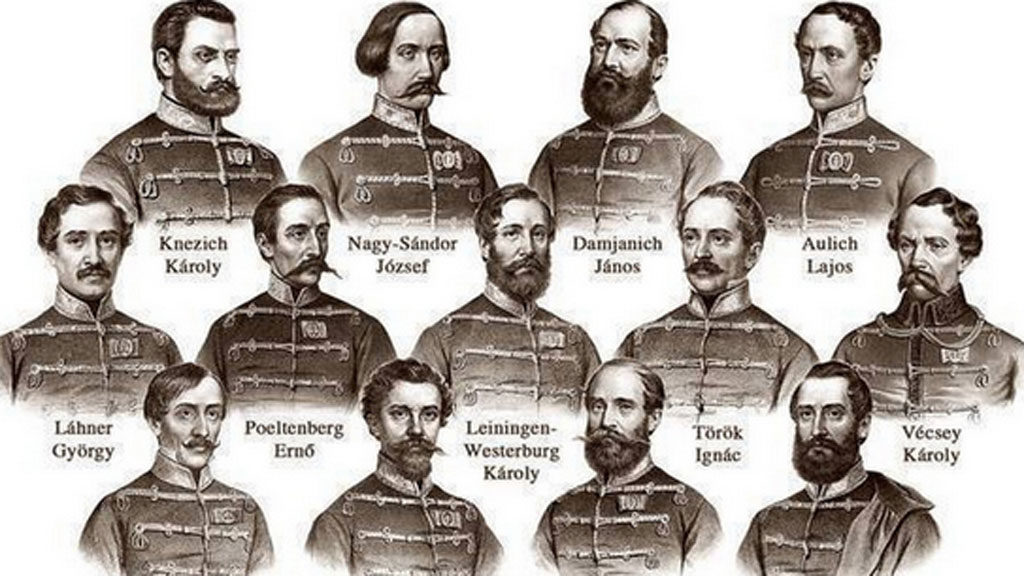 Knezich
Károly
Nagy-Sándor
József
Damjanich
János
Aulich
Lajos
Láhner
György
Poeltenberg
Ernő
Leiningen-
Westerburg
Károly
Török
Ignác
Vécsey
Károly